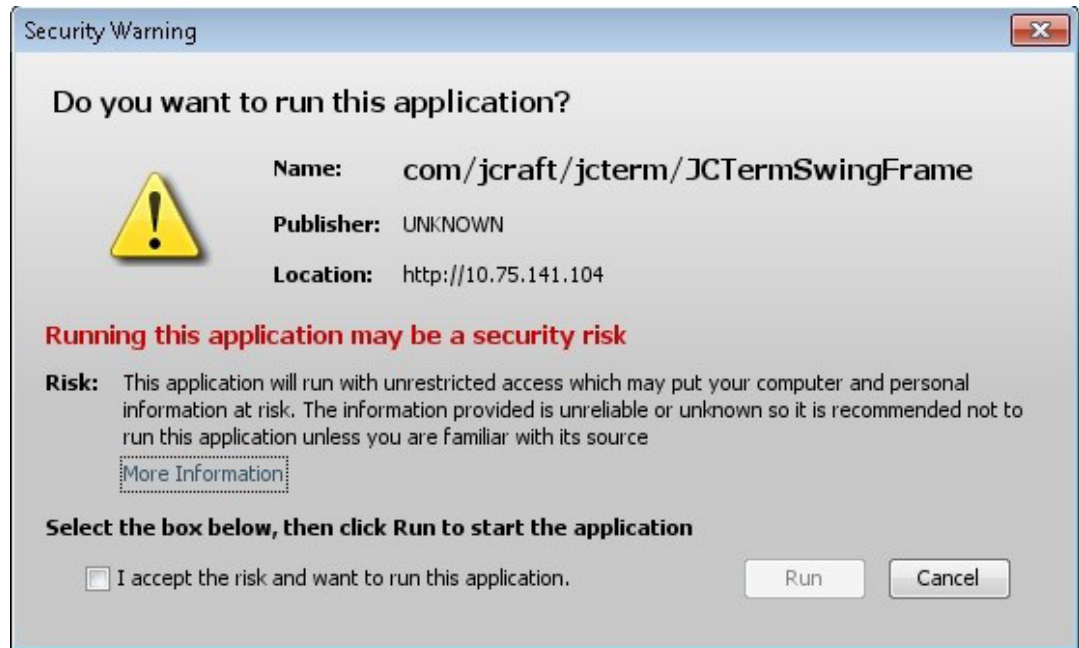 Security Warning
Do you want to run this application?
Name: com/jcraft/jcterm/JCTermSwingFrame
Publisher: UNKNOWN
Location: http://10.75.141.104
Running this application may be a security risk
Risk: This application will run with unrestricted access which may put your computer and personal
information at risk. The information provided is unreliable or unknown so it is recommended not to
run this application unless you are familiar with its source
More Information
Select the box below, then click Run to start the application
I accept the risk and want to run this application.
Run Cancel